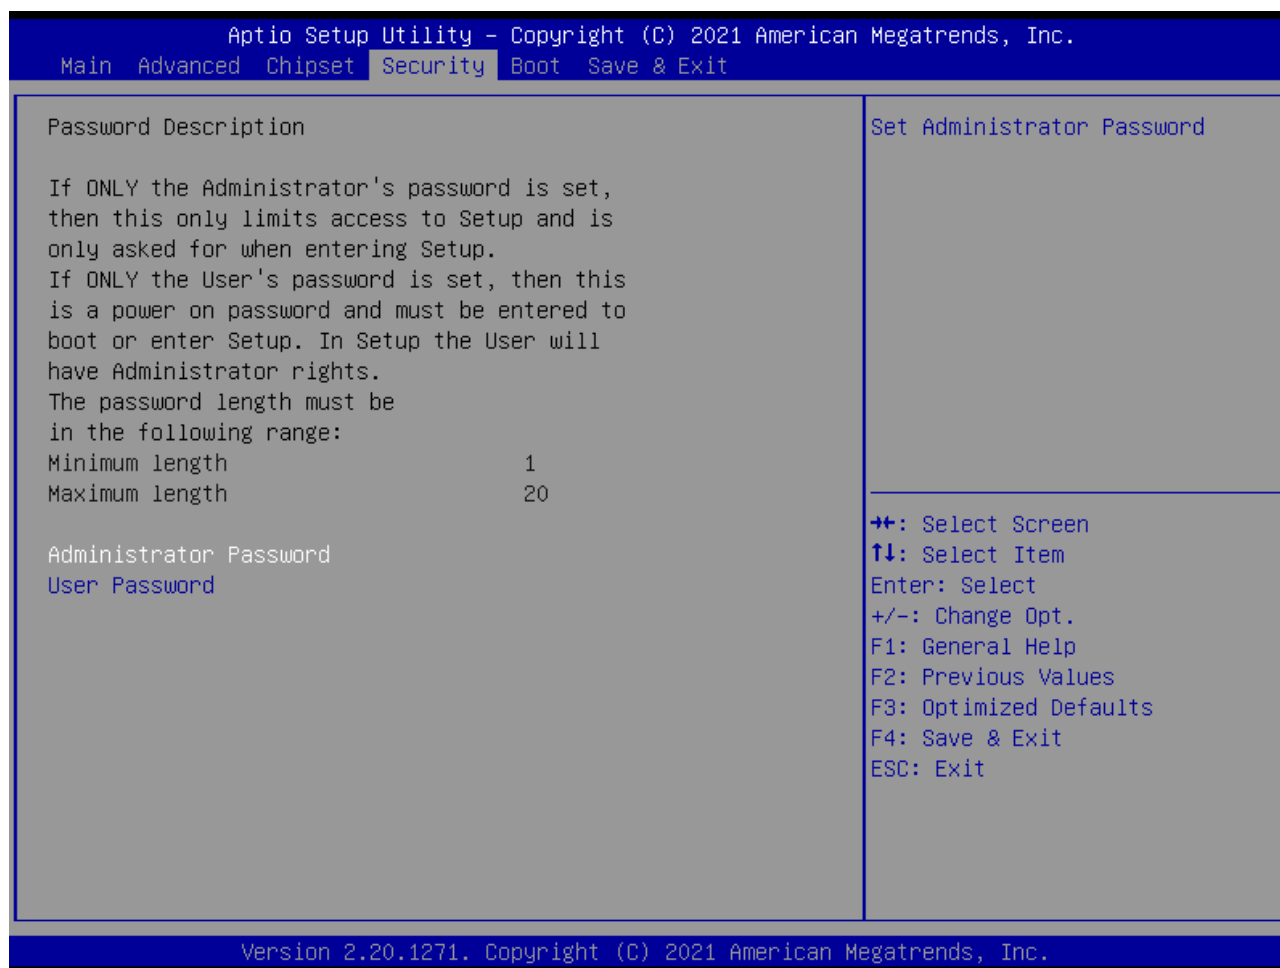 Aptio Setup Utility – Copyright (C) 2021 American Megatrends, Inc.
Main Advanced Chipset Security Boot Save & Exit
Password Description
If ONLY the Administrator's password is set,
then this only limits access to Setup and is
only asked for when entering Setup.
If ONLY the User's password is set, then this
is a power on password and must be entered to
boot or enter Setup. In Setup the User will
have Administrator rights.
The password length must be
in the following range:
Minimum length 1
Maximum length 20
Administrator Password
User Password
Set Administrator Password
→←: Select Screen
↑↓: Select Item
Enter: Select
+/-: Change Opt.
F1: General Help
F2: Previous Values
F3: Optimized Defaults
F4: Save & Exit
ESC: Exit
Version 2.20.1271. Copyright (C) 2021 American Megatrends, Inc.